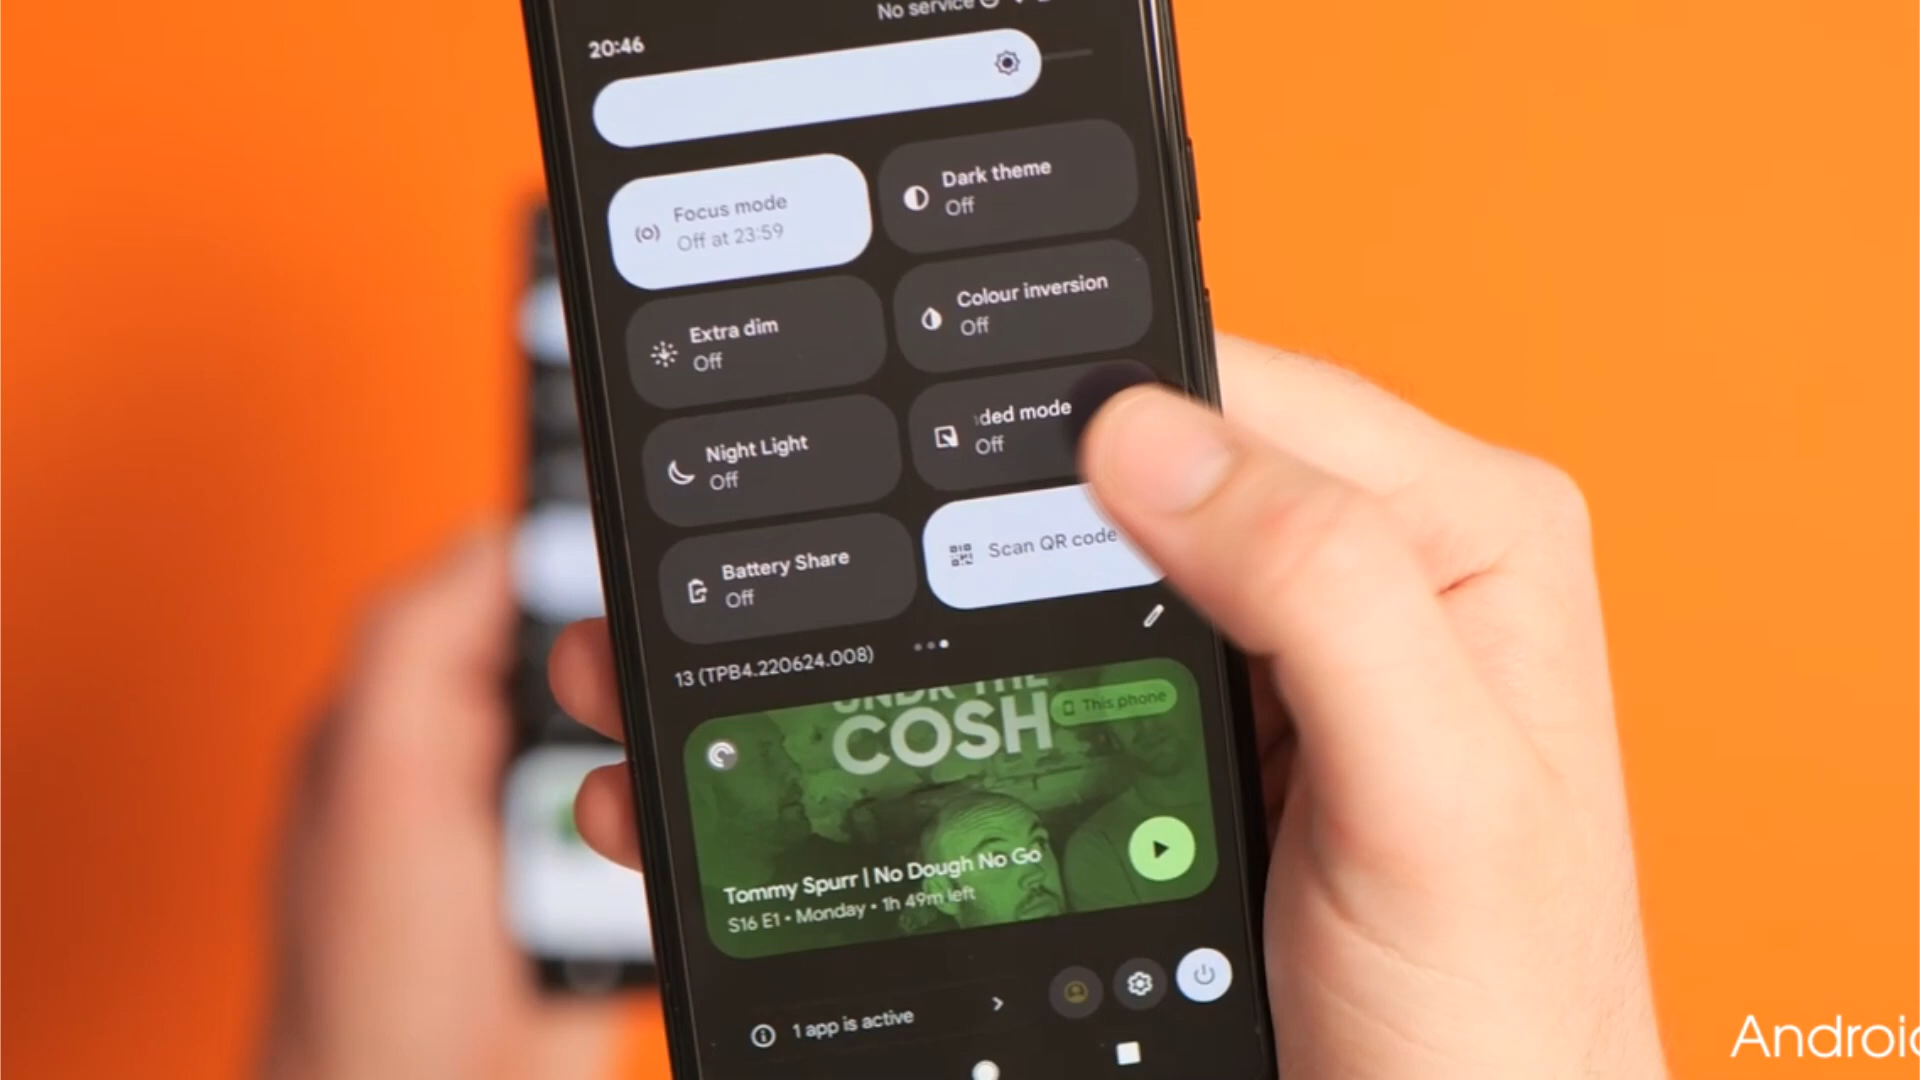 No service
20:46
Focus mode
Off at 23:59
Dark theme
Off
Extra dim
Off
Colour inversion
Off
Night Light
Off
ded mode
Off
Battery Share
Off
Scan QR code
13 (TPB4.220624.008)
UNDR THE
COSH
This phone
Tommy Spurr | No Dough No Go
S16 E1 • Monday • 1h 49m left
1 app is active
Androi